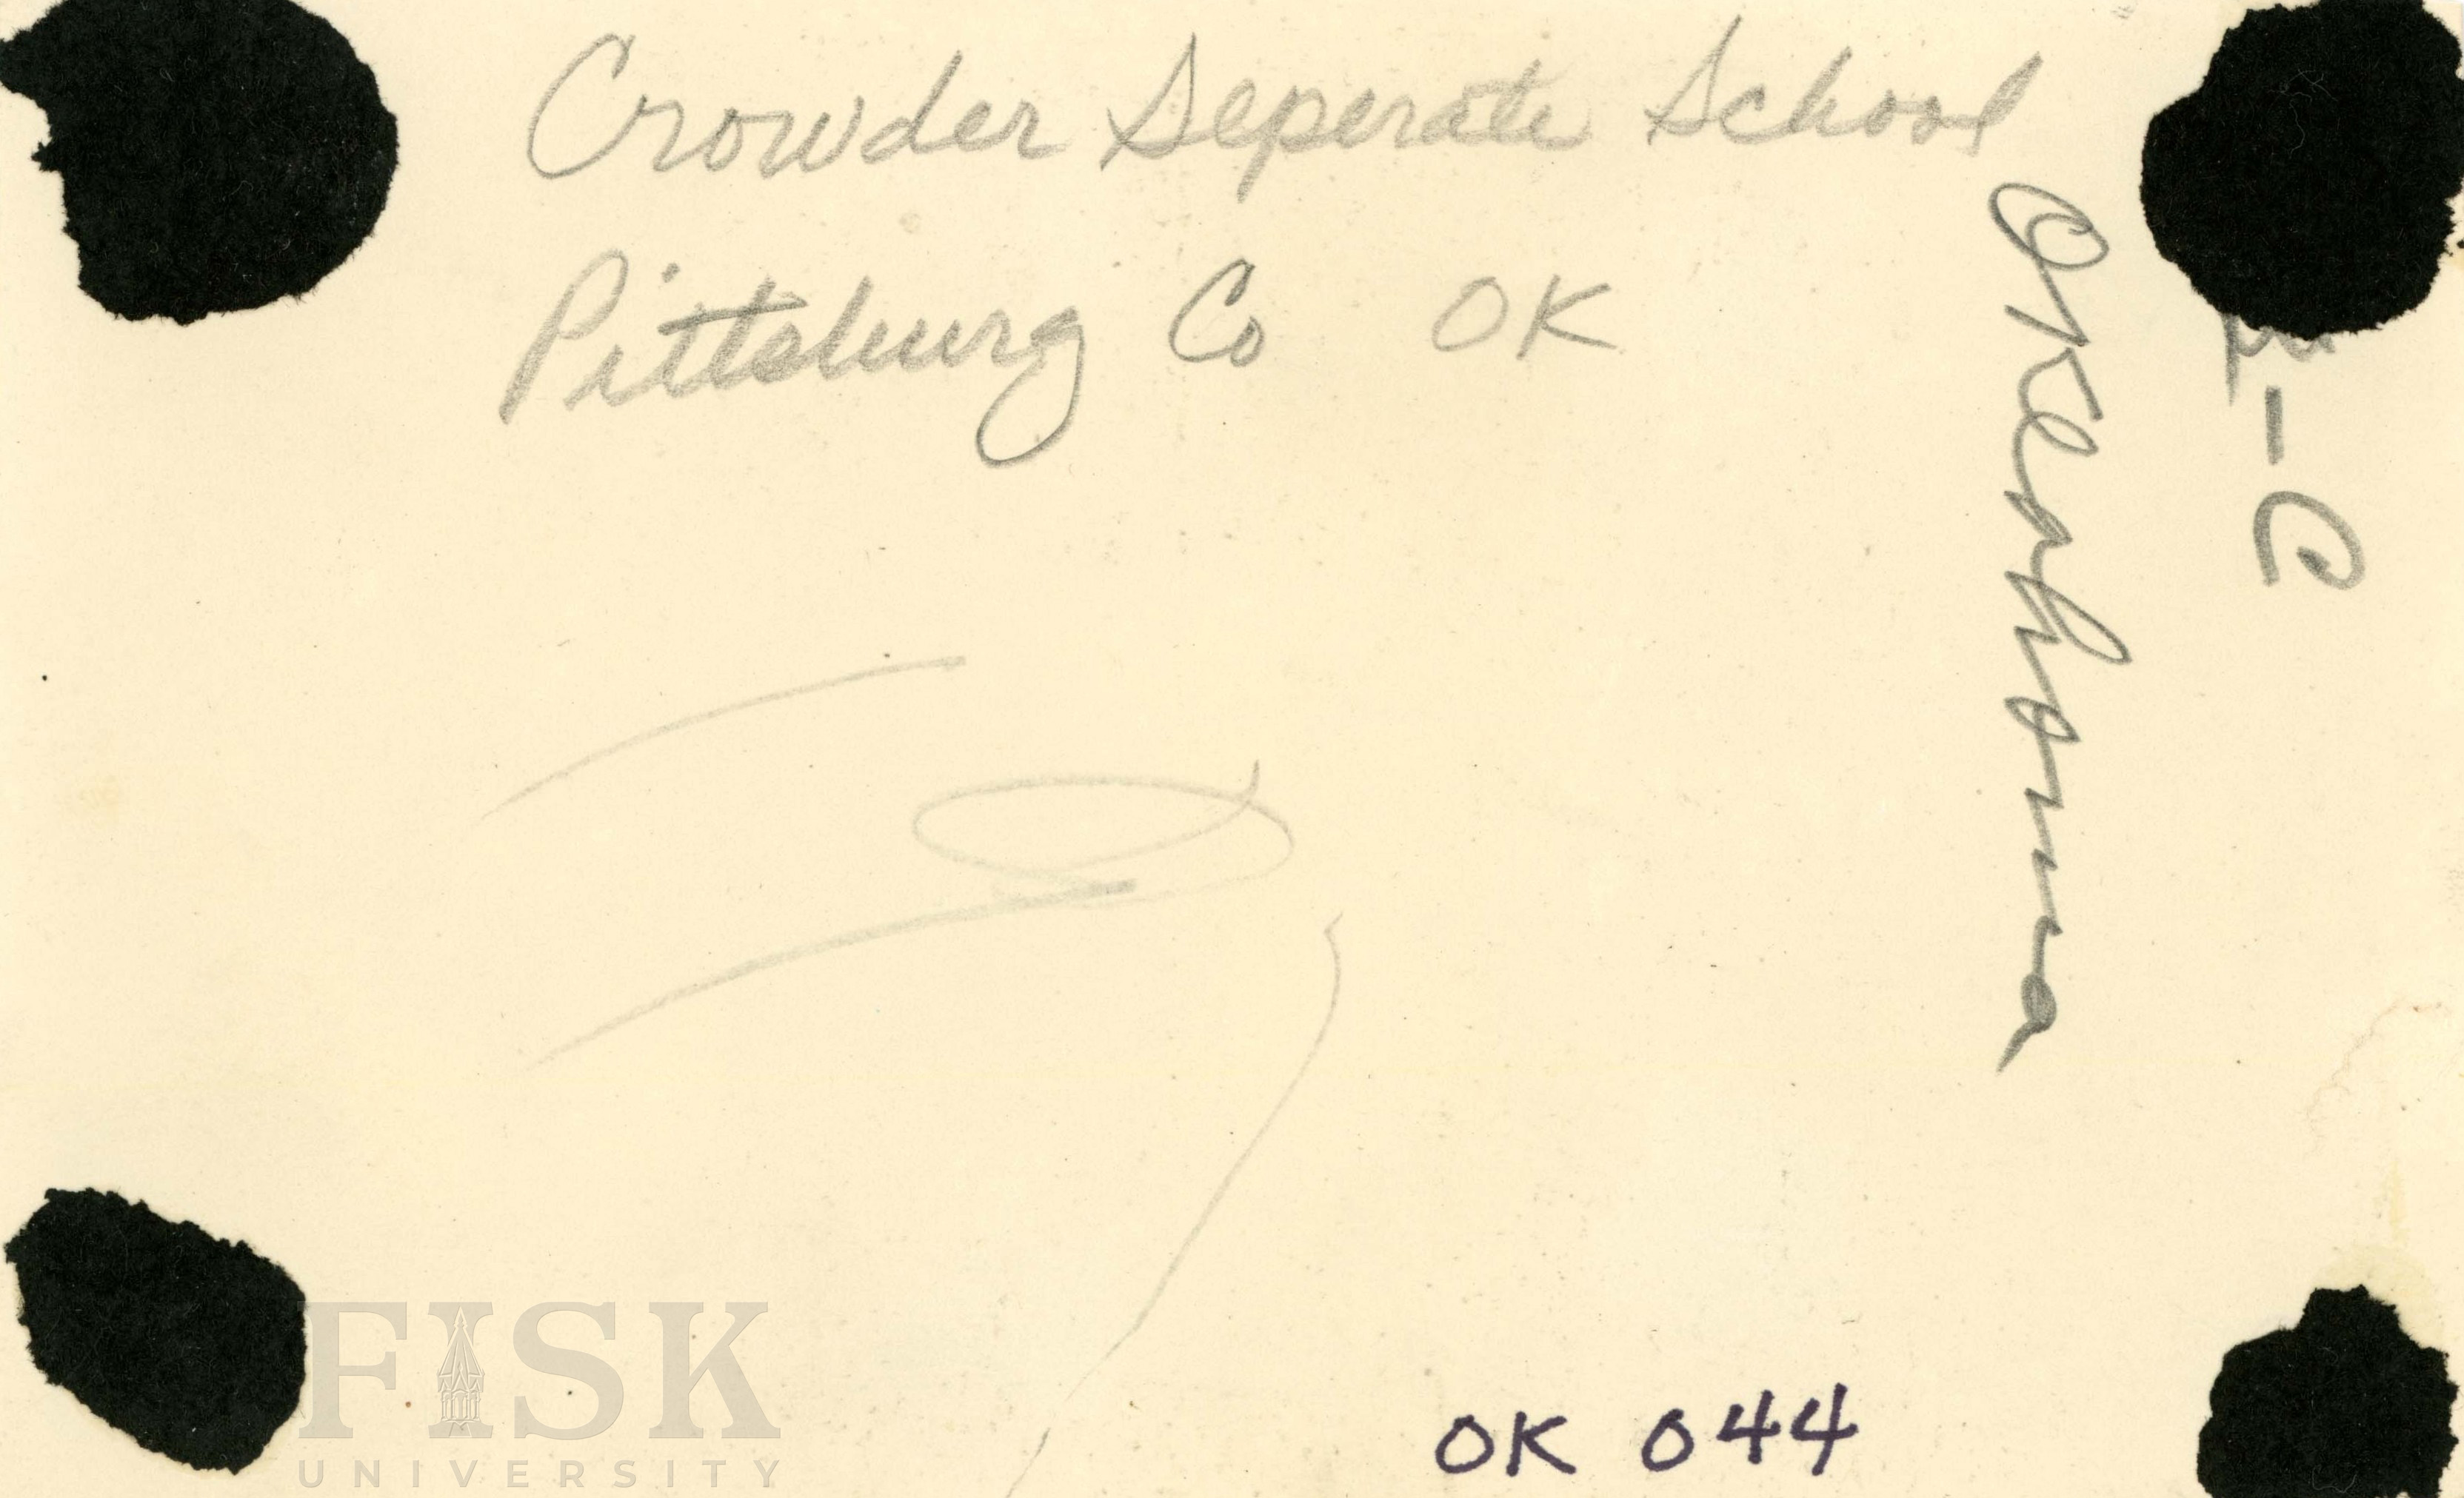 Crowder Seperate School
Pittsburg Co OK
Oklahoma
-C
OK 044
FISK
UNIVERSITY